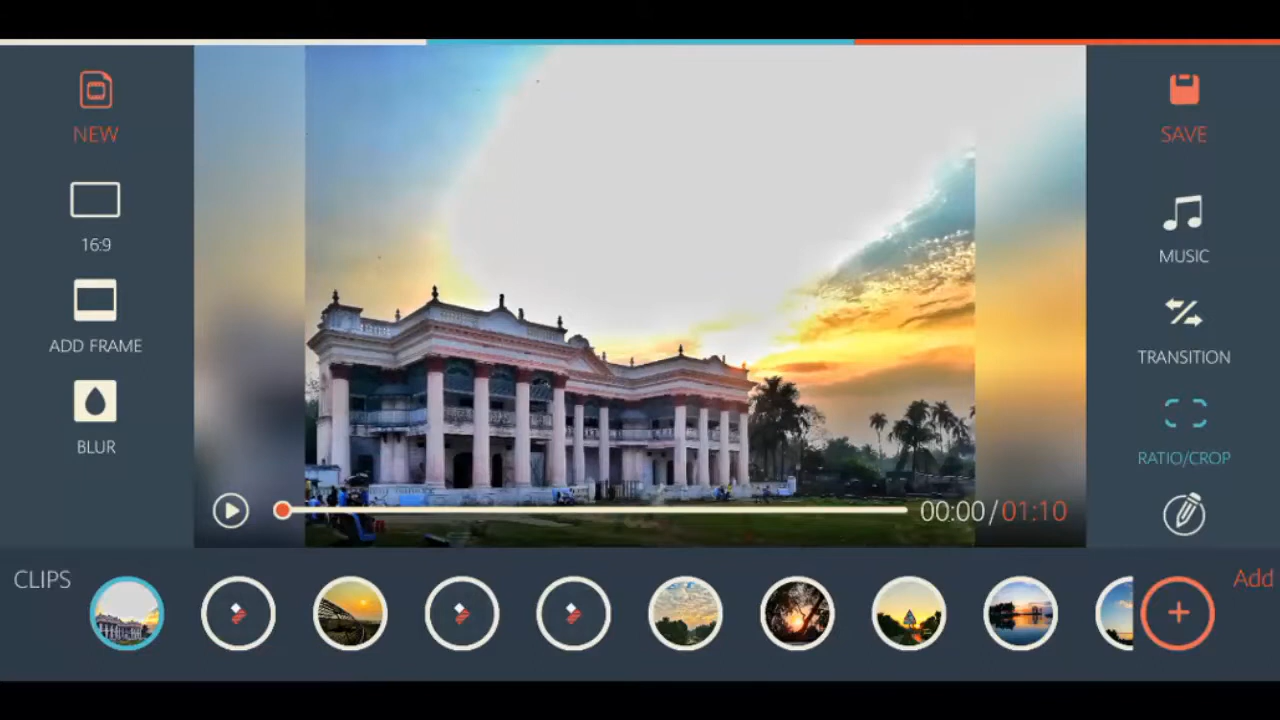 NEW
16:9
ADD FRAME
BLUR
SAVE
MUSIC
TRANSITION
RATIO/CROP
00:00/01:10
CLIPS
Add